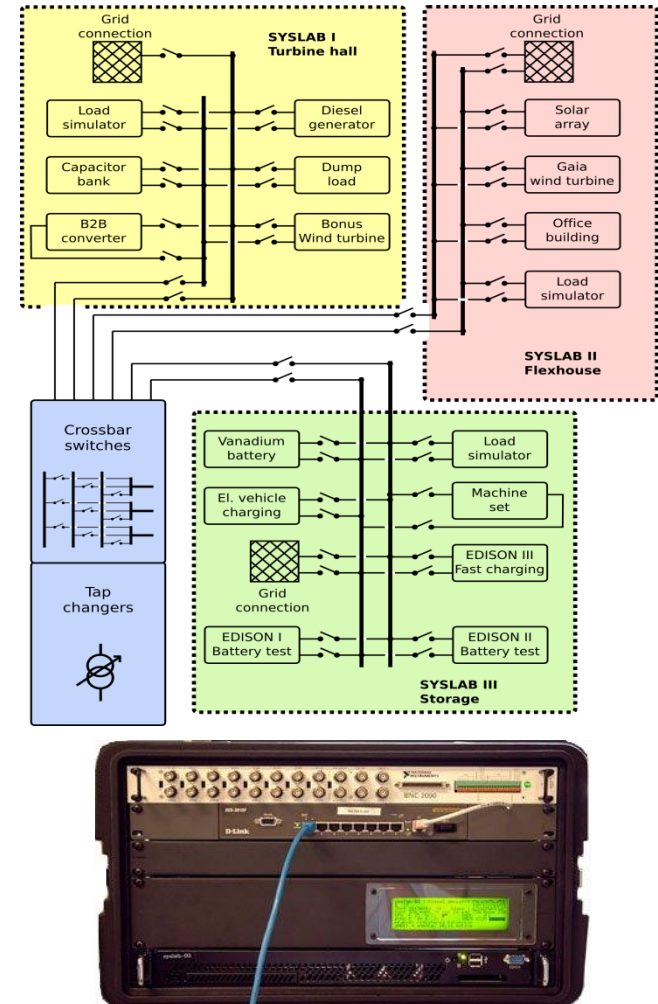 Grid
connection
SYSLAB I
Turbine hall
Load
simulator
Diesel
generator
Capacitor
bank
Dump
load
B2B
converter
Bonus
Wind turbine
Grid
connection
Solar
array
Gaia
wind turbine
Office
building
Load
simulator
SYSLAB II
Flexhouse
Crossbar
switches
Tap
changers
Vanadium
battery
Load
simulator
El. vehicle
charging
Machine
set
Grid
connection
EDISON III
Fast charging
EDISON I
Battery test
EDISON II
Battery test
SYSLAB III
Storage
BNC 2090
D-Link